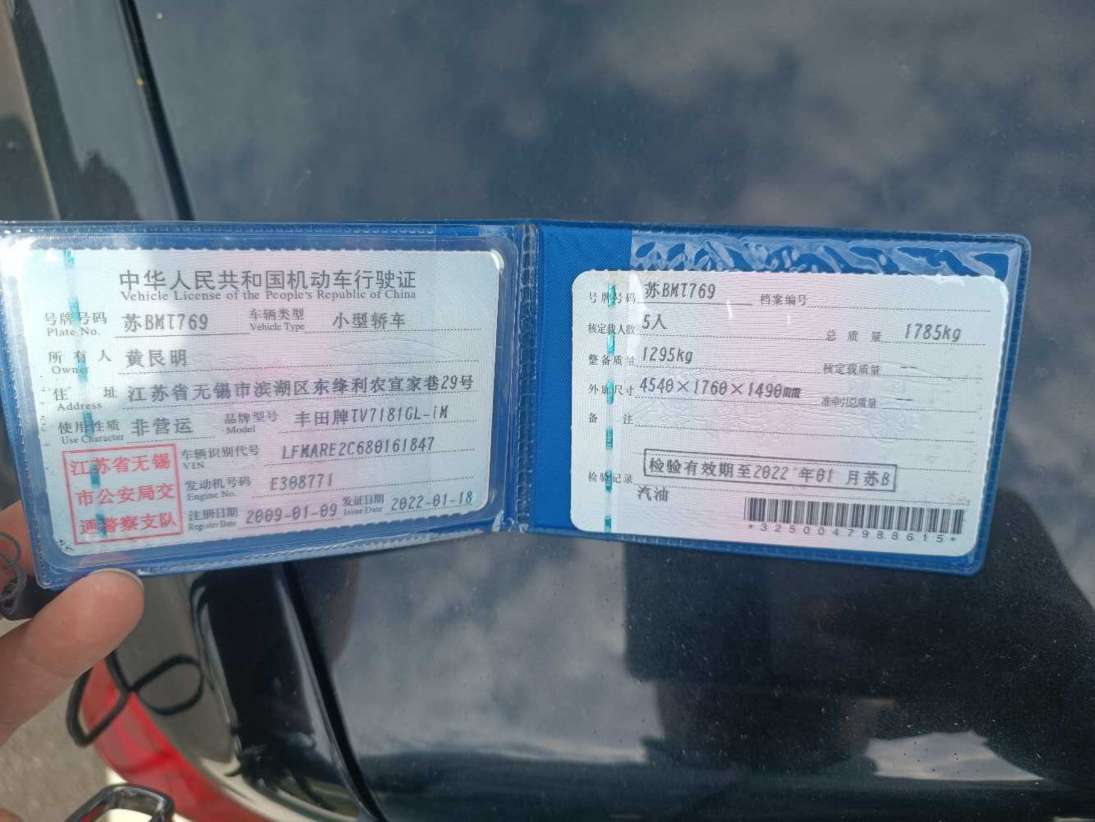 中华人民共和国机动车行驶证
Vehicle License of the People's Republic of China
号牌号码 苏BMT769 车辆类型 小型轿车
Plate No. Vehicle Type
所有人 黄艮明
Owner
住址 江苏省无锡市滨湖区东绛利农宣家巷29号
Address
使用性质 非营运 品牌型号 丰田牌TV7181GL-iM
Use Character Model
江苏省无锡
市公安局交
通警察支队
车辆识别代号 LFMARE2C680161847
VIN
发动机号码 E308771
Engine No.
注册日期 2009-01-09 发证日期 2022-01-18
Register Date Issue Date
号牌号码 苏BMT769 档案编号
核定载人数 5人 总质量 1785kg
整备质量 1295kg 核定载质量 --
外廓尺寸 4540×1760×1490mm 准牵引总质量 --
备注
检验有效期至2022年01月苏B
检验记录
汽油
*3250047988615*